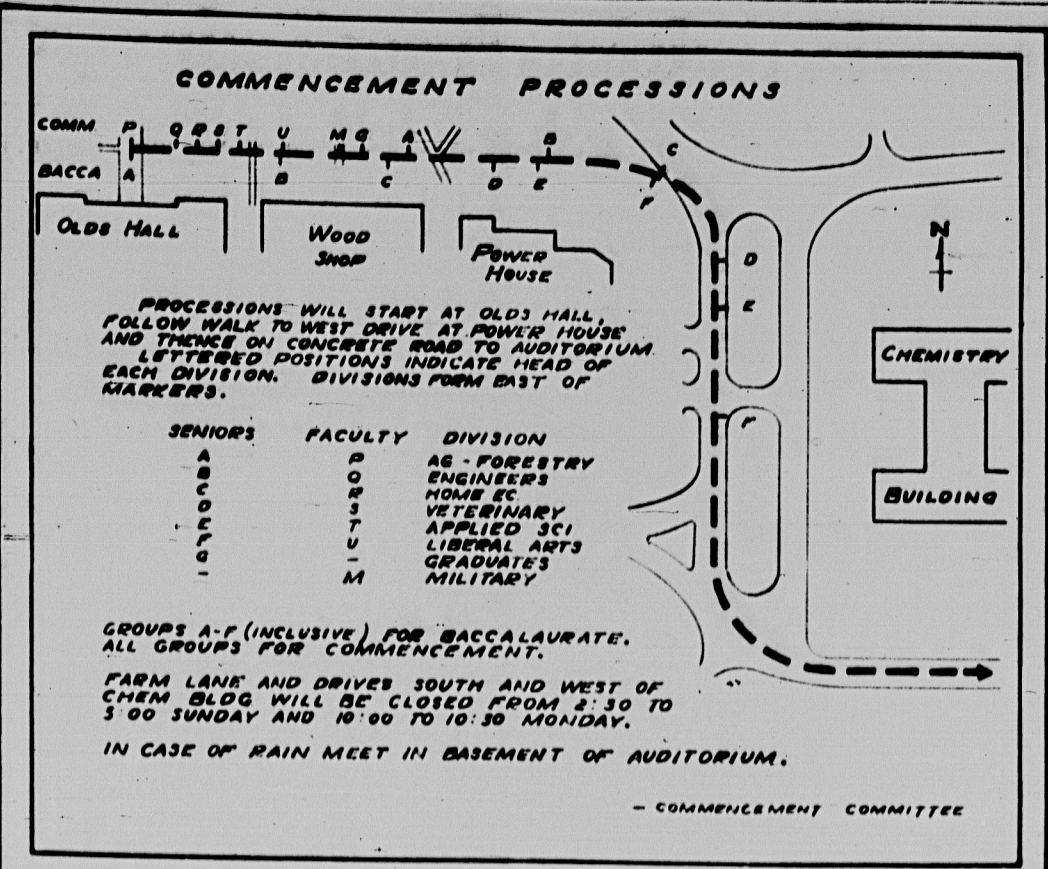 COMMENCEMENT PROCESSIONS
COMM. P Q R S T U M G A B C
BACCA A B C D E F
OLDS HALL
WOOD SHOP
POWER HOUSE
N
D
E
F
CHEMISTRY
BUILDING
PROCESSIONS WILL START AT OLDS HALL,
FOLLOW WALK TO WEST DRIVE AT POWER HOUSE
AND THENCE ON CONCRETE ROAD TO AUDITORIUM.
LETTERED POSITIONS INDICATE HEAD OF
EACH DIVISION. DIVISIONS FORM EAST OF
MARKERS.
SENIORS FACULTY DIVISION
A P AG - FORESTRY
B Q ENGINEERS
C R HOME EC.
D S VETERINARY
E T APPLIED SCI
F U LIBERAL ARTS
G - GRADUATES
- M MILITARY
GROUPS A-F (INCLUSIVE) FOR BACCALAURATE.
ALL GROUPS FOR COMMENCEMENT.
FARM LANE AND DRIVES SOUTH AND WEST OF
CHEM BLDG WILL BE CLOSED FROM 2:30 TO
3:00 SUNDAY AND 10:00 TO 10:30 MONDAY.
IN CASE OF RAIN MEET IN BASEMENT OF AUDITORIUM.
- COMMENCEMENT COMMITTEE